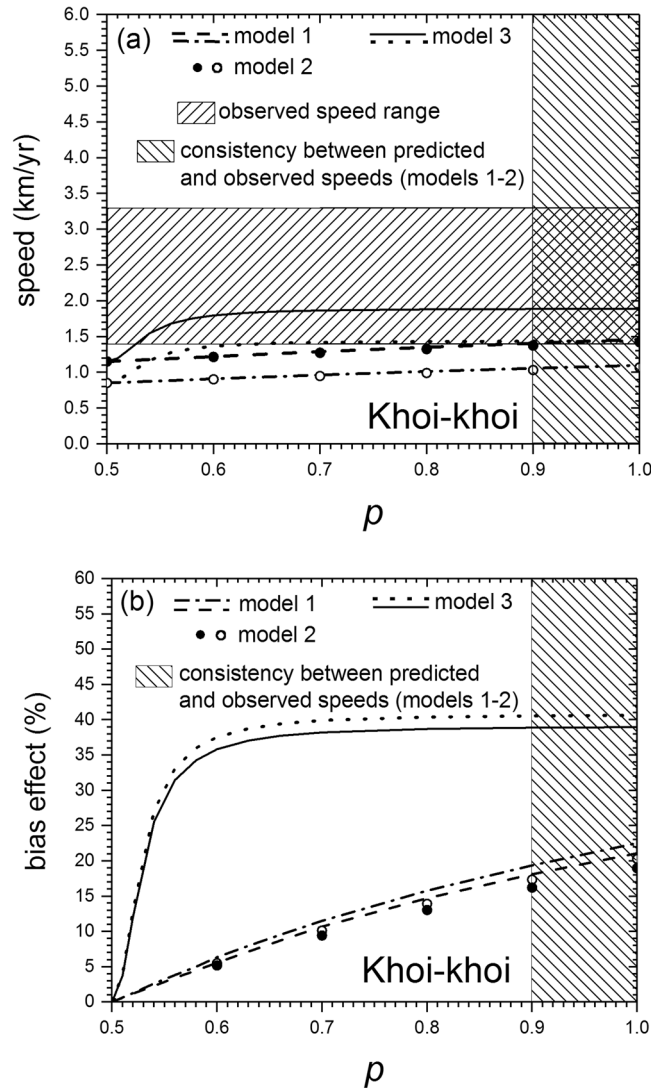 (a)
model 1
model 3
model 2
observed speed range
consistency between predicted
and observed speeds (models 1-2)
6.0
5.5
5.0
4.5
4.0
3.5
3.0
2.5
2.0
1.5
1.0
0.5
0.0
speed (km/yr)
Khoi-khoi
0.5 0.6 0.7 0.8 0.9 1.0
p
(b)
model 1
model 3
model 2
consistency between predicted
and observed speeds (models 1-2)
60
55
50
45
40
35
30
25
20
15
10
5
0
bias effect (%)
Khoi-khoi
0.5 0.6 0.7 0.8 0.9 1.0
p